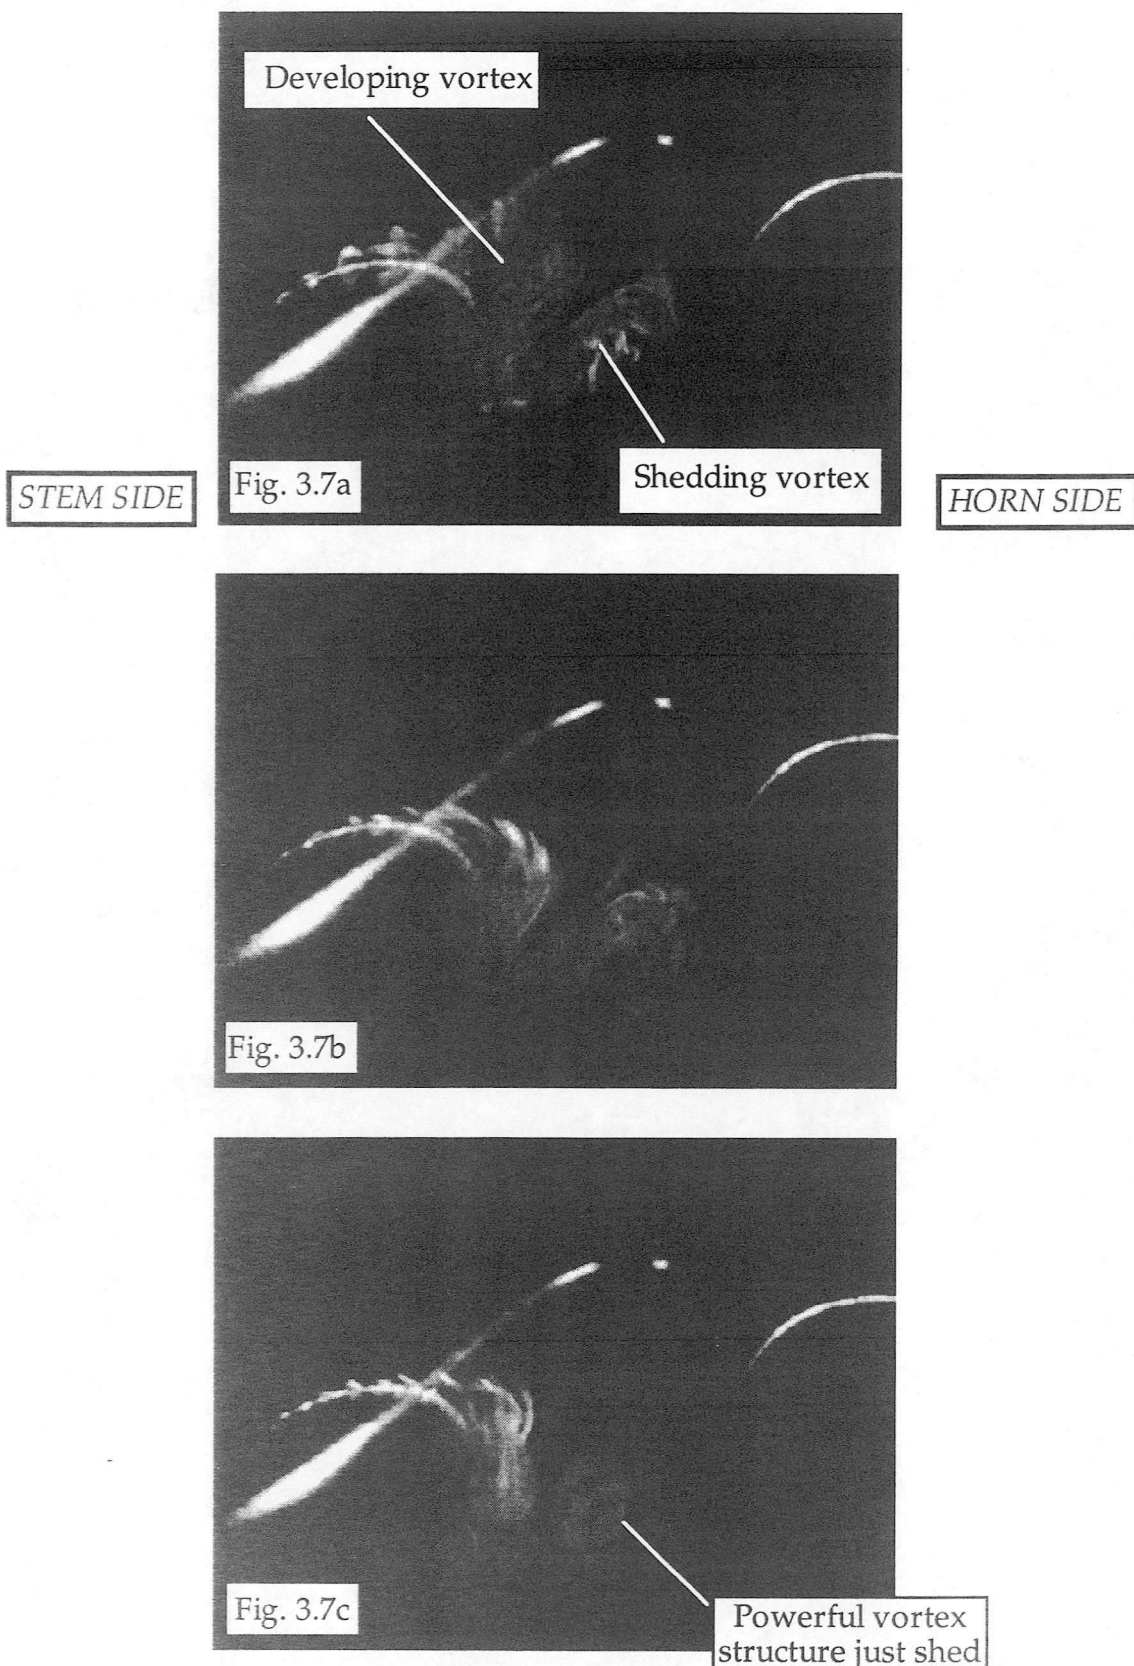 Developing vortex
Shedding vortex
Fig. 3.7a
STEM SIDE
HORN SIDE
Fig. 3.7b
Fig. 3.7c
Powerful vortex
structure just shed